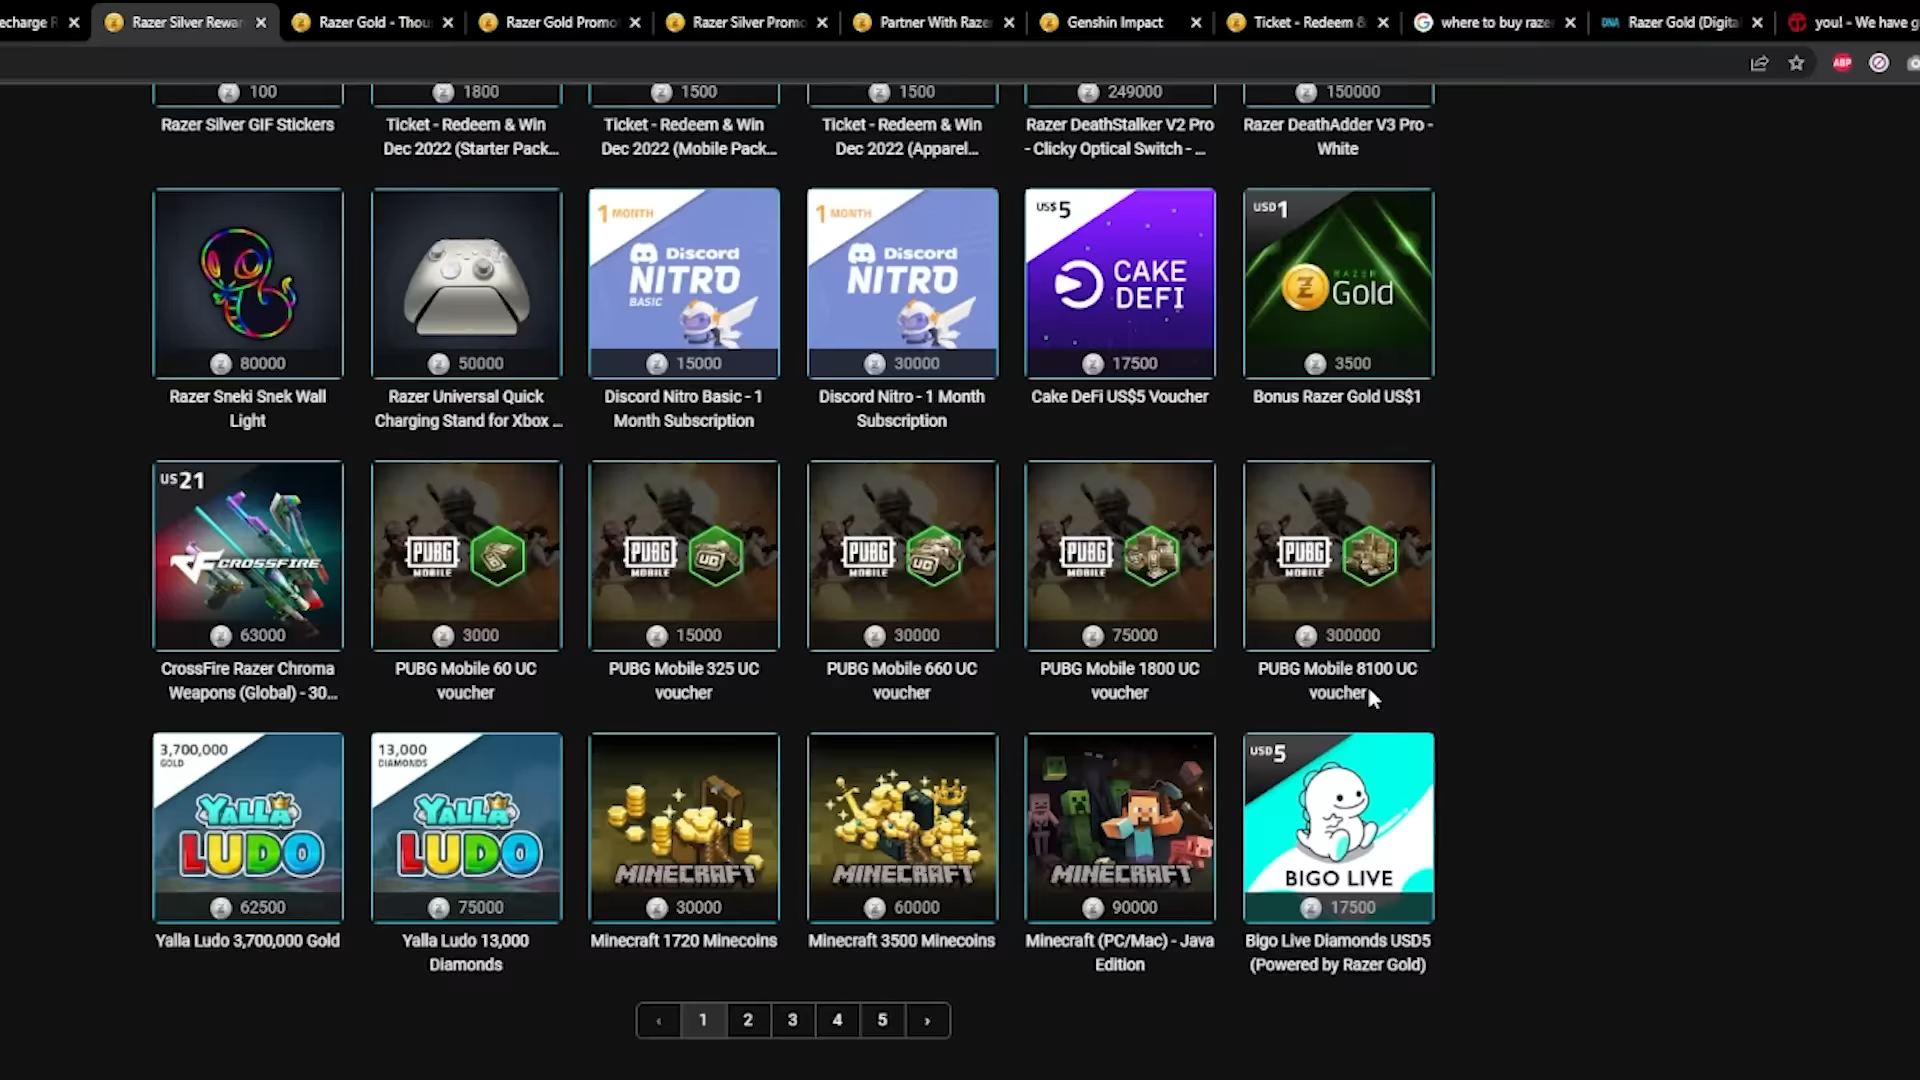 echarge R
Razer Silver Rewar
Razer Gold - Thou
Razer Gold Promo
Razer Silver Promo
Partner With Raze
Genshin Impact
Ticket - Redeem &
where to buy raze
DNA Razer Gold (Digita
you! - We have g
ABP
100
1800
1500
1500
249000
150000
Razer Silver GIF Stickers
Ticket - Redeem & Win
Dec 2022 (Starter Pack...
Ticket - Redeem & Win
Dec 2022 (Mobile Pack...
Ticket - Redeem & Win
Dec 2022 (Apparel...
Razer DeathStalker V2 Pro
- Clicky Optical Switch - ...
Razer DeathAdder V3 Pro -
White
80000
Razer Sneki Snek Wall
Light
50000
Razer Universal Quick
Charging Stand for Xbox ...
1 MONTH
Discord
NITRO
BASIC
15000
Discord Nitro Basic - 1
Month Subscription
1 MONTH
Discord
NITRO
30000
Discord Nitro - 1 Month
Subscription
US$ 5
CAKE
DEFI
17500
Cake DeFi US$5 Voucher
USD 1
RAZER
Gold
3500
Bonus Razer Gold US$1
US 21
CROSSFIRE
63000
CrossFire Razer Chroma
Weapons (Global) - 30...
PUBG
MOBILE
3000
PUBG Mobile 60 UC
voucher
PUBG
MOBILE
UC
15000
PUBG Mobile 325 UC
voucher
PUBG
MOBILE
UC
30000
PUBG Mobile 660 UC
voucher
PUBG
MOBILE
75000
PUBG Mobile 1800 UC
voucher
PUBG
MOBILE
300000
PUBG Mobile 8100 UC
voucher
3,700,000
GOLD
YALLA
LUDO
62500
Yalla Ludo 3,700,000 Gold
13,000
DIAMONDS
YALLA
LUDO
75000
Yalla Ludo 13,000
Diamonds
MINECRAFT
30000
Minecraft 1720 Minecoins
MINECRAFT
60000
Minecraft 3500 Minecoins
MINECRAFT
90000
Minecraft (PC/Mac) - Java
Edition
USD 5
BIGO LIVE
17500
Bigo Live Diamonds USD5
(Powered by Razer Gold)
‹ 1 2 3 4 5 ›